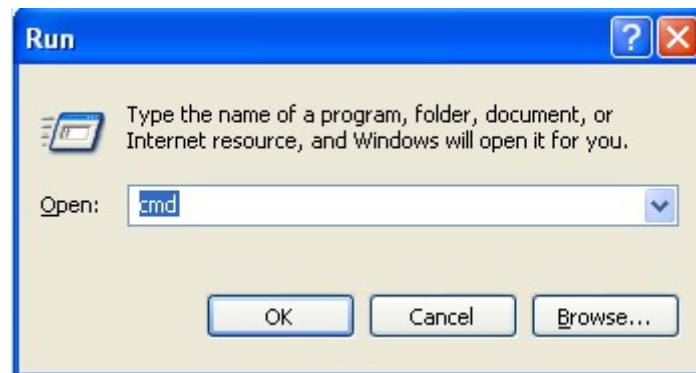 Run
Type the name of a program, folder, document, or
Internet resource, and Windows will open it for you.
Open: cmd
OK Cancel Browse...